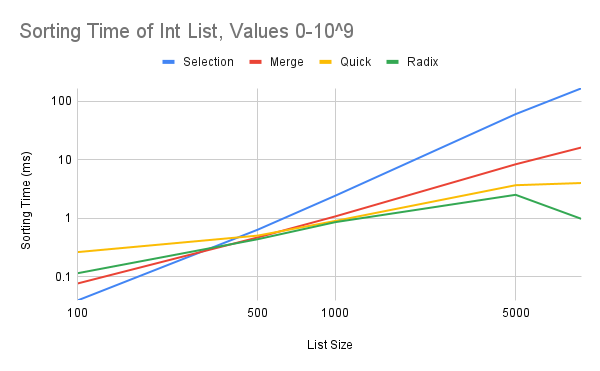 Sorting Time of Int List, Values 0-10^9
Selection Merge Quick Radix
Sorting Time (ms)
100
10
1
0.1
100 500 1000 5000
List Size